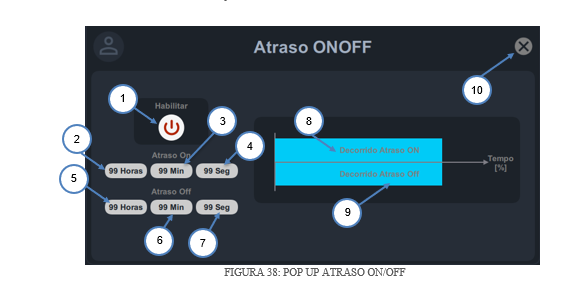 Atraso ONOFF
10
1
Habilitar
2
3
4
8
Atraso On
99 Horas 99 Min 99 Seg
Decorrido Atraso ON
Tempo
[%]
5
Atraso Off
Decorrido Atraso Off
99 Horas 99 Min 99 Seg
6
7
9
FIGURA 38: POP UP ATRASO ON/OFF